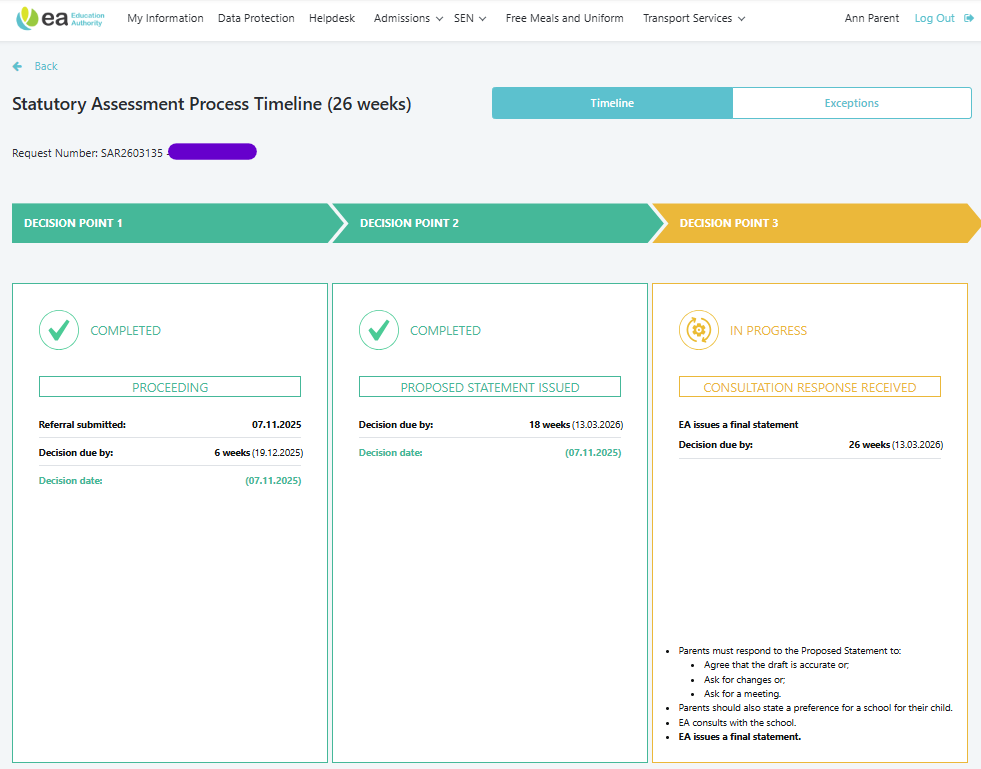 ea Education Authority
My Information Data Protection Helpdesk Admissions SEN Free Meals and Uniform Transport Services Ann Parent Log Out
Back
Statutory Assessment Process Timeline (26 weeks)
Timeline Exceptions
Request Number: SAR2603135 -
DECISION POINT 1 DECISION POINT 2 DECISION POINT 3
COMPLETED
PROCEEDING
Referral submitted: 07.11.2025
Decision due by: 6 weeks (19.12.2025)
Decision date: (07.11.2025)
COMPLETED
PROPOSED STATEMENT ISSUED
Decision due by: 18 weeks (13.03.2026)
Decision date: (07.11.2025)
IN PROGRESS
CONSULTATION RESPONSE RECEIVED
EA issues a final statement
Decision due by: 26 weeks (13.03.2026)
• Parents must respond to the Proposed Statement to:
• Agree that the draft is accurate or;
• Ask for changes or;
• Ask for a meeting.
• Parents should also state a preference for a school for their child.
• EA consults with the school.
• EA issues a final statement.